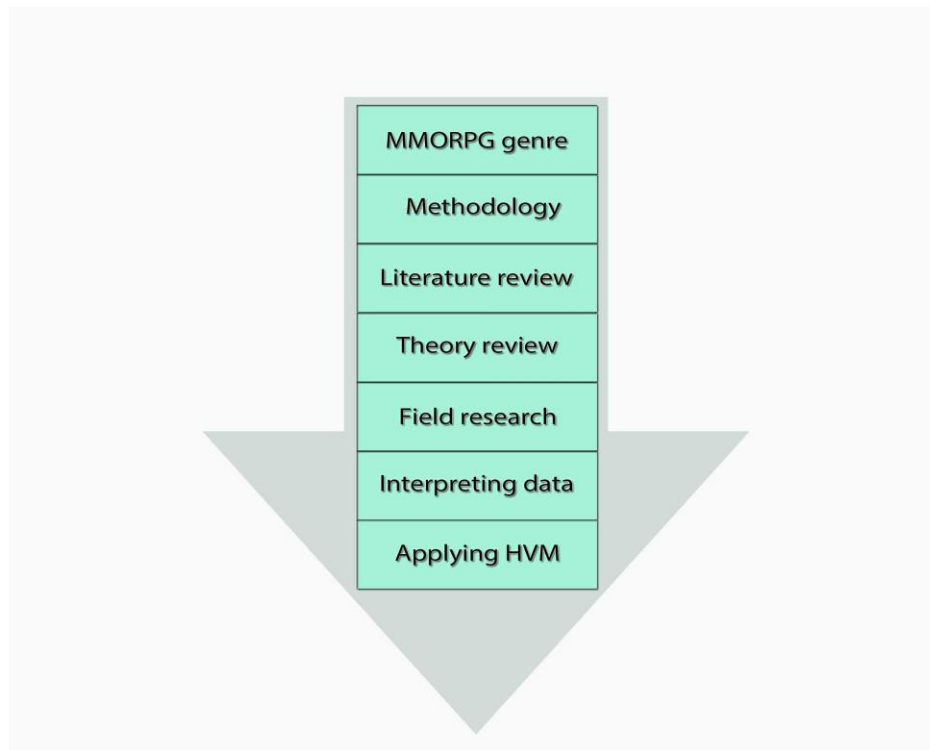 MMORPG genre
Methodology
Literature review
Theory review
Field research
Interpreting data
Applying HVM